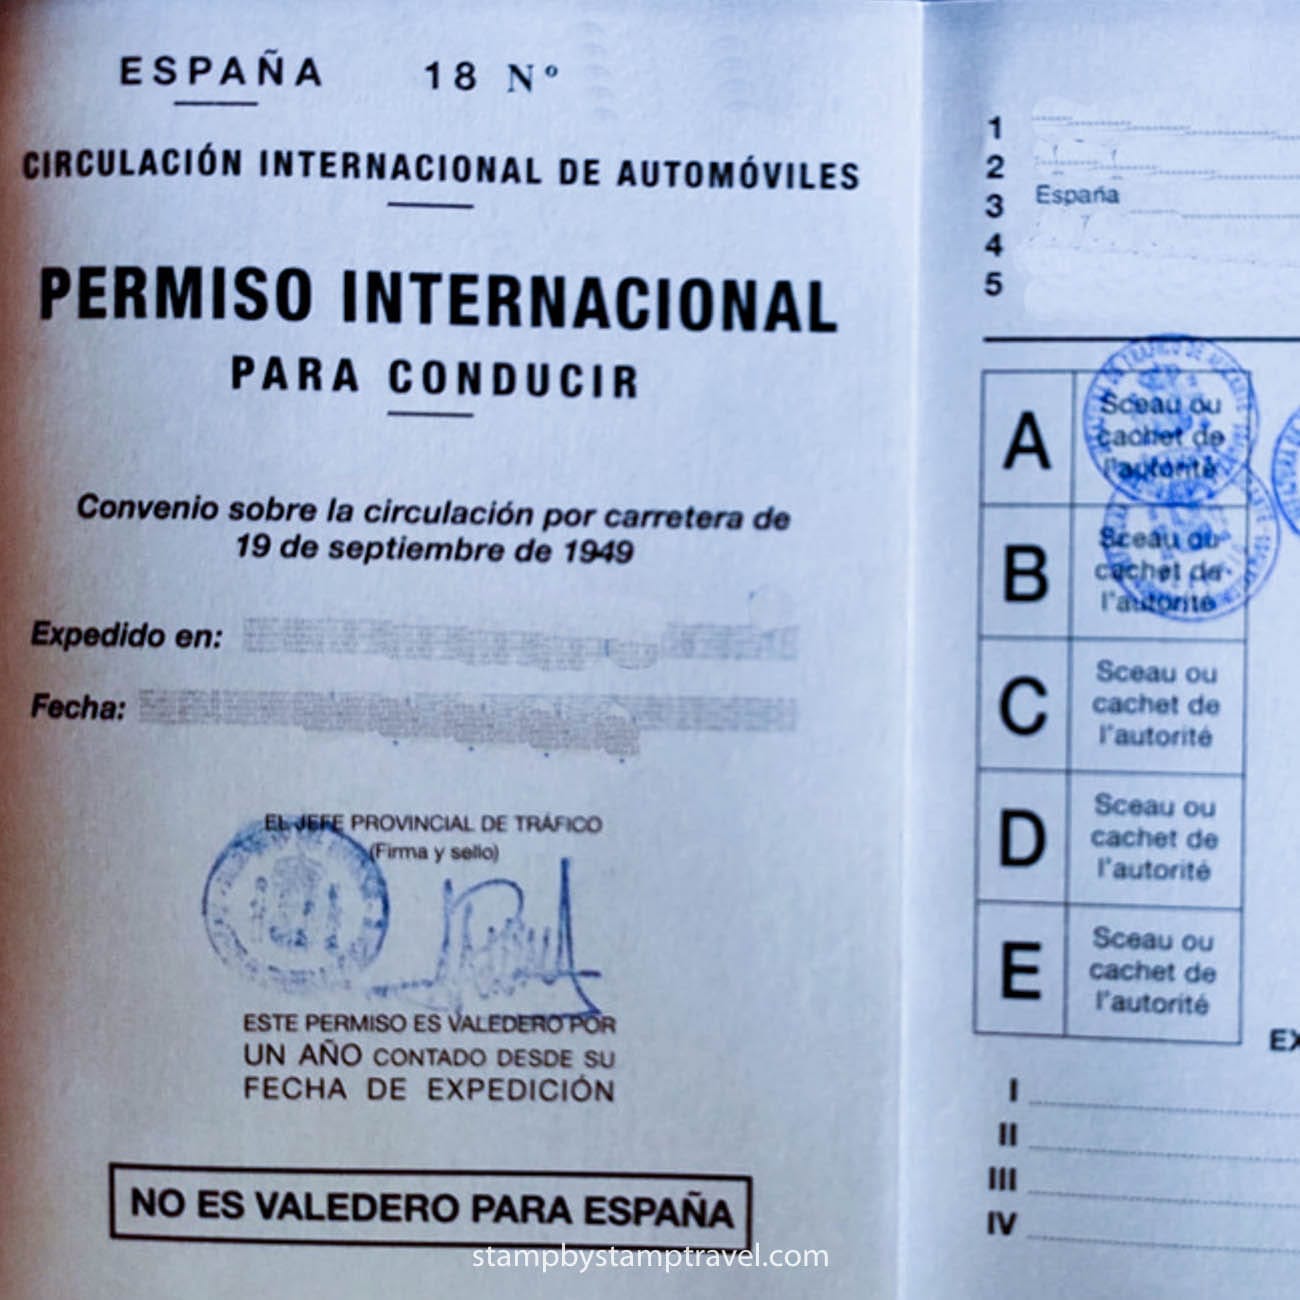 ESPAÑA 18 Nº
CIRCULACIÓN INTERNACIONAL DE AUTOMÓVILES
PERMISO INTERNACIONAL
PARA CONDUCIR
Convenio sobre la circulación por carretera de
19 de septiembre de 1949
Expedido en:
Fecha:
EL JEFE PROVINCIAL DE TRÁFICO
(Firma y sello)
ESTE PERMISO ES VALEDERO POR
UN AÑO CONTADO DESDE SU
FECHA DE EXPEDICIÓN
NO ES VALEDERO PARA ESPAÑA
1
2
3 España
4
5
A Sceau ou
cachet de
l'autorité
B Sceau ou
cachet de
l'autorité
C Sceau ou
cachet de
l'autorité
D Sceau ou
cachet de
l'autorité
E Sceau ou
cachet de
l'autorité
EX
I
II
III
IV
stampbystamptravel.com